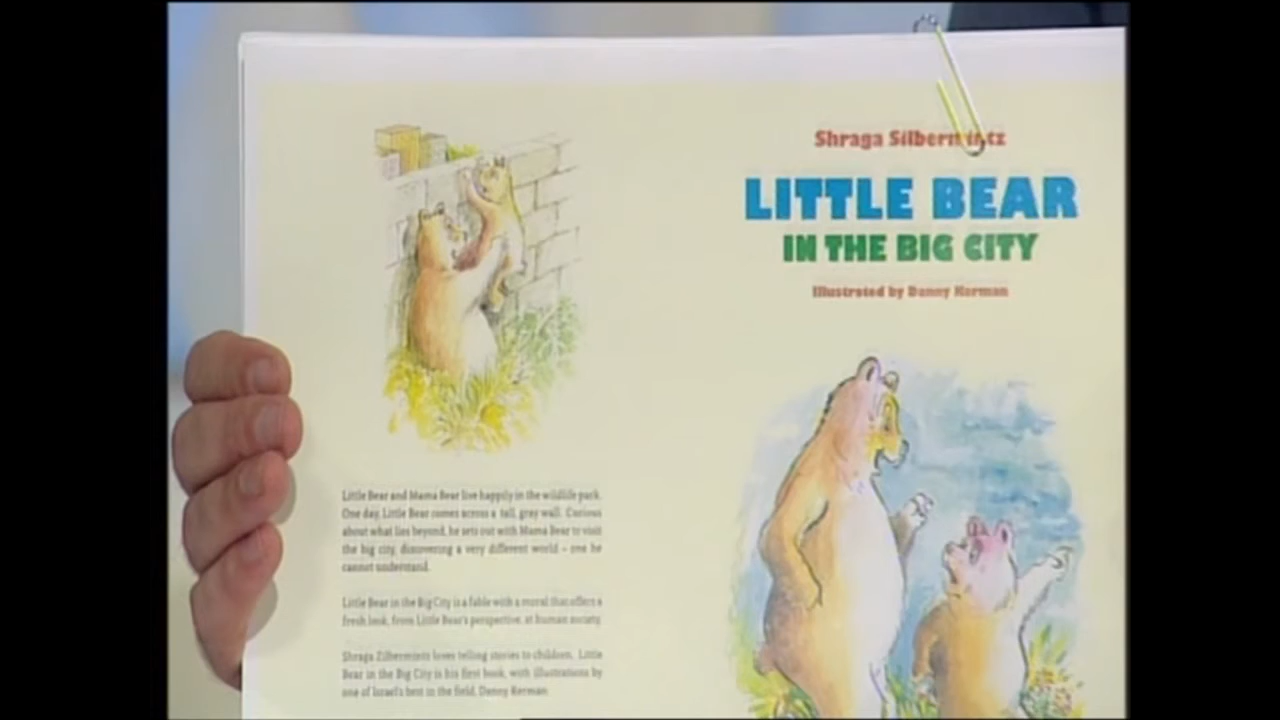 Little Bear and Mama Bear live happily in the wildlife park.
One day, Little Bear comes across a tall, gray wall. Curious
about what lies beyond, he sets out with Mama Bear to visit
the big city, discovering a very different world – one he
cannot understand.
Little Bear in the Big City is a fable with a moral that offers a
fresh look, from Little Bear's perspective, at human society.
Shraga Zilbermintz loves telling stories to children. Little
Bear in the Big City is his first book, with illustrations by
one of Israel's best in the field, Danny Kerman
Shraga Silbermintz
LITTLE BEAR
IN THE BIG CITY
Illustrated by Danny Kerman